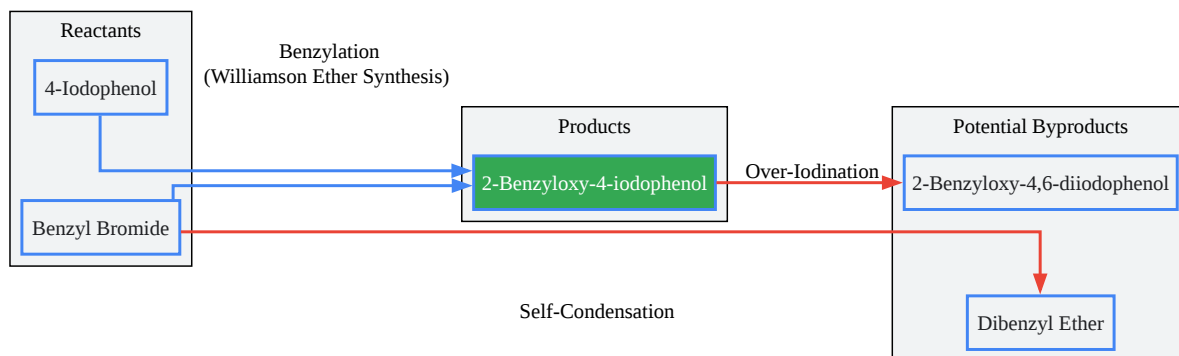 Reactants
4-Iodophenol
Benzyl Bromide
Benzylation
(Williamson Ether Synthesis)
Products
2-Benzyloxy-4-iodophenol
Over-Iodination
Self-Condensation
Potential Byproducts
2-Benzyloxy-4,6-diiodophenol
Dibenzyl Ether